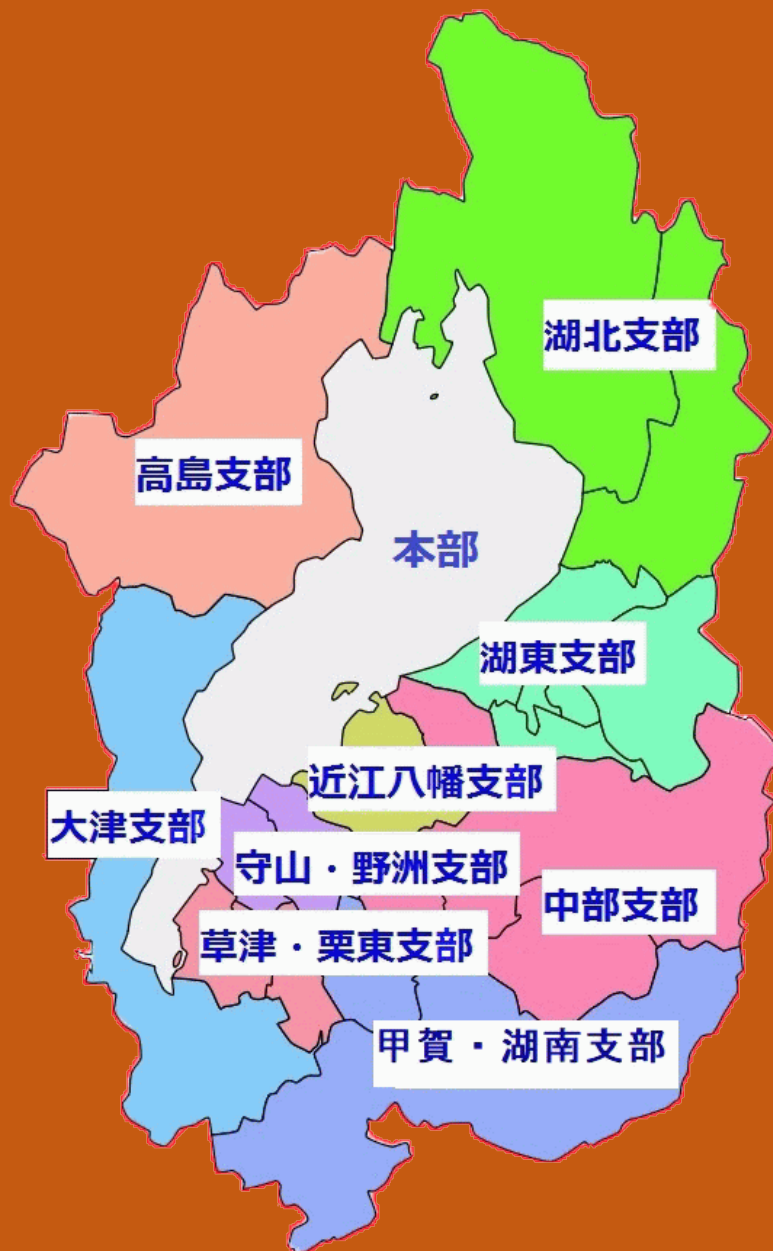 湖北支部
高島支部
本部
湖東支部
近江八幡支部
大津支部
守山・野洲支部
中部支部
草津・栗東支部
甲賀・湖南支部